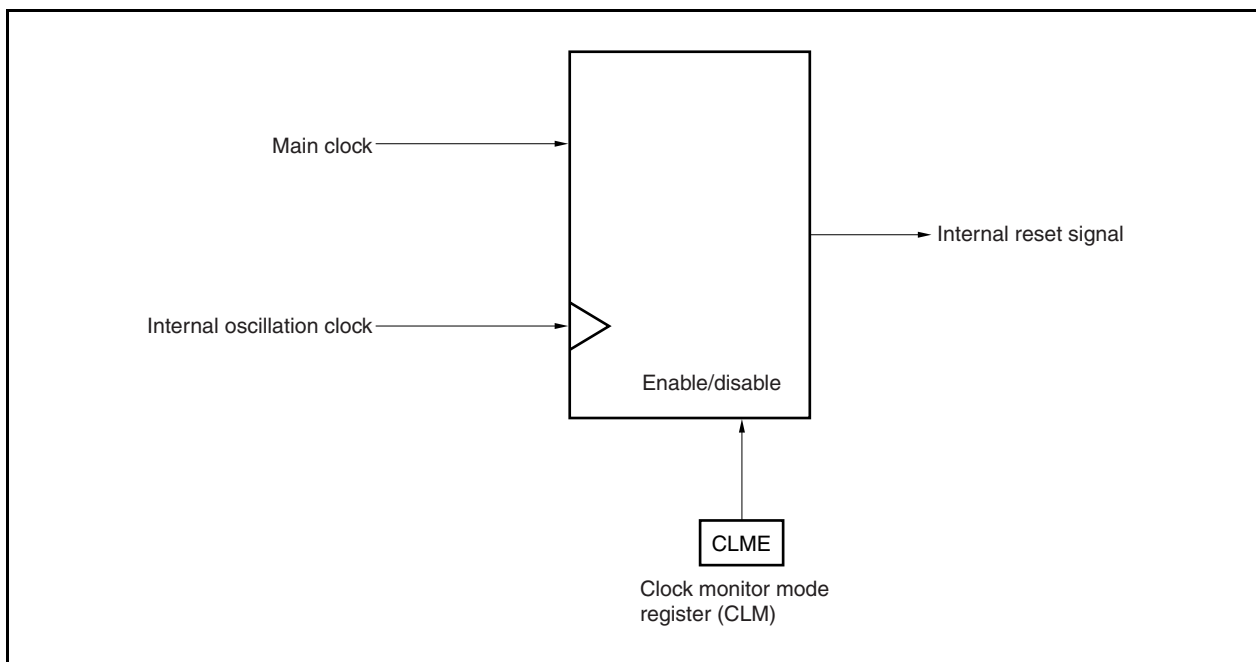 Main clock
Internal reset signal
Internal oscillation clock
Enable/disable
CLME
Clock monitor mode
register (CLM)